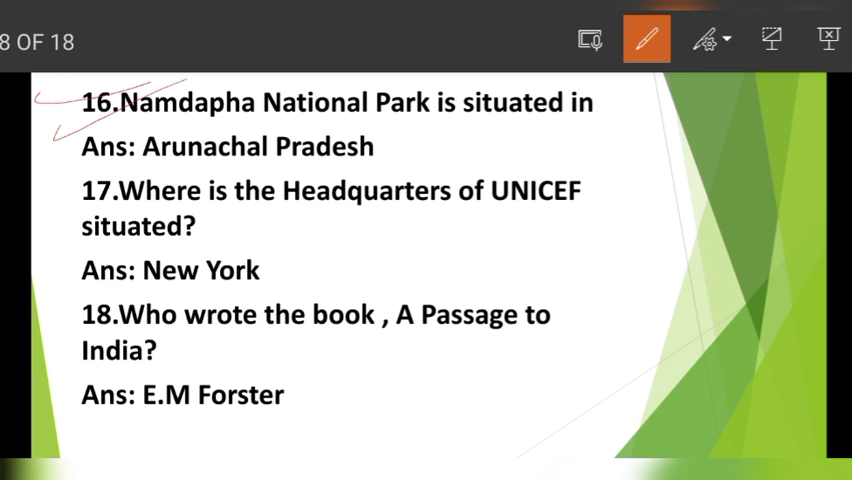 8 OF 18
16.Namdapha National Park is situated in
Ans: Arunachal Pradesh
17.Where is the Headquarters of UNICEF
situated?
Ans: New York
18.Who wrote the book , A Passage to
India?
Ans: E.M Forster